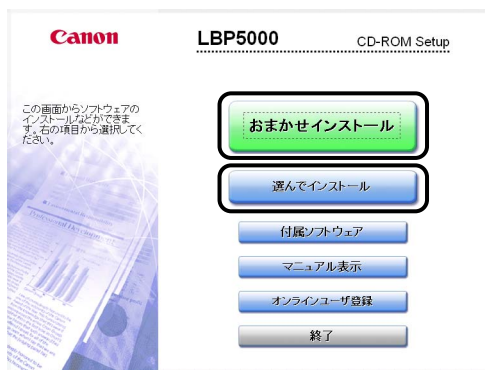 Canon
LBP5000
CD-ROM Setup
この画面からソフトウェアの
インストールなどができま
す。右の項目から選択してく
ださい。
おまかせインストール
選んでインストール
付属ソフトウェア
マニュアル表示
オンラインユーザ登録
終了